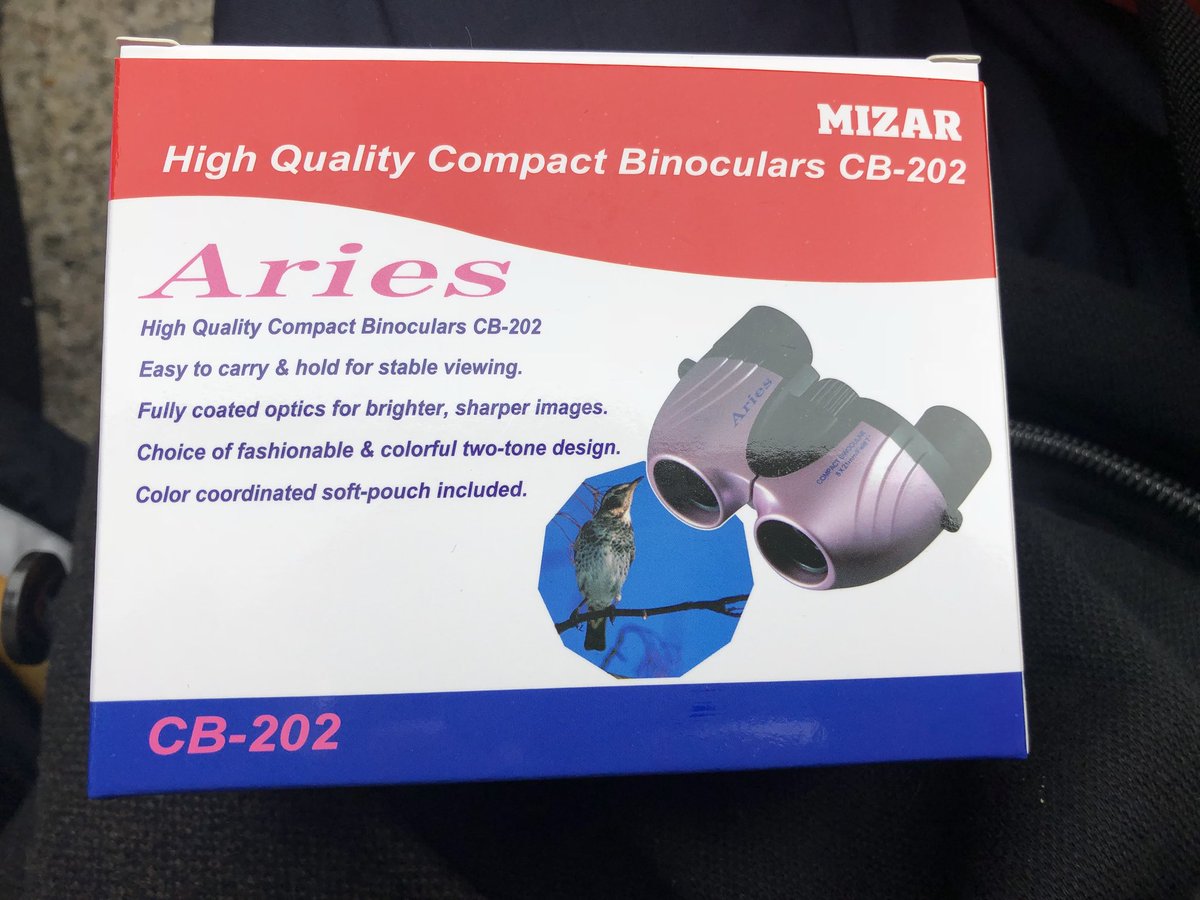 MIZAR
High Quality Compact Binoculars CB-202
Aries
High Quality Compact Binoculars CB-202
Easy to carry & hold for stable viewing.
Fully coated optics for brighter, sharper images.
Choice of fashionable & colorful two-tone design.
Color coordinated soft-pouch included.
Aries
COMPACT BINOCULAR
CB-202